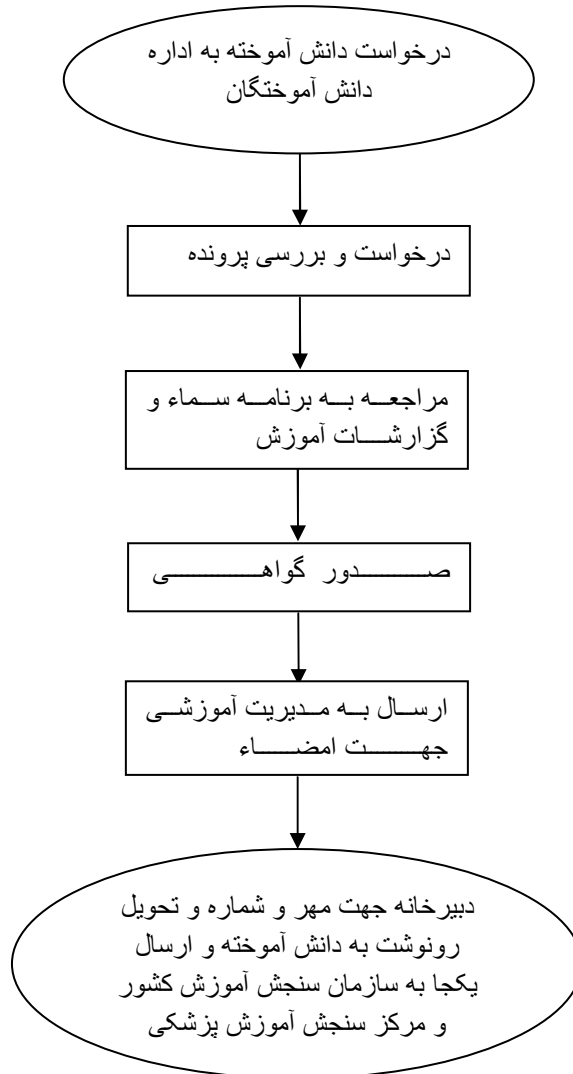 درخواست دانش آموخته به اداره
دانش آموختگان
درخواست و بررسی پرونده
مراجعه به برنامه سماء و
گزارشات آموزش
صدور گواهی
ارسال به مدیریت آموزشی
جهت امضاء
دبیرخانه جهت مهر و شماره و تحویل
رونوشت به دانش آموخته و ارسال
یکجا به سازمان سنجش آموزش کشور
و مرکز سنجش آموزش پزشکی